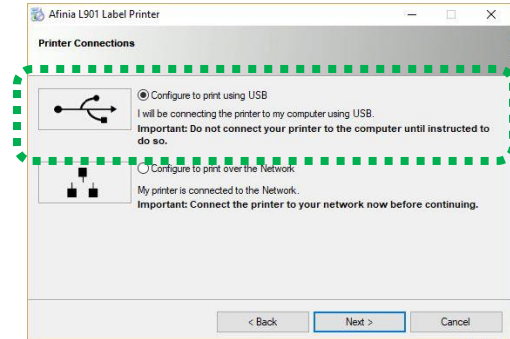 Afinia L901 Label Printer
Printer Connections
Configure to print using USB
I will be connecting the printer to my computer using USB.
Important: Do not connect your printer to the computer until instructed to
do so.
Configure to print over the Network
My printer is connected to the Network.
Important: Connect the printer to your network now before continuing.
< Back
Next >
Cancel